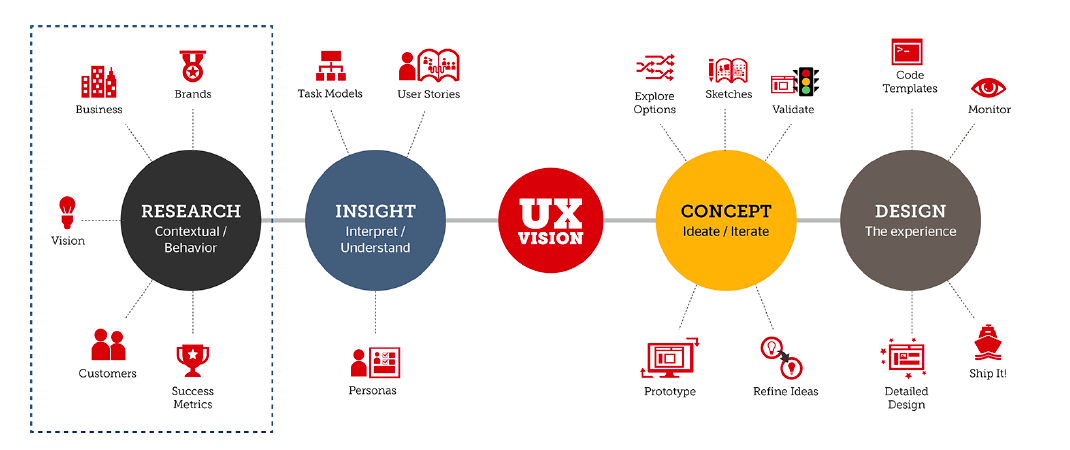 Business
Brands
Vision
RESEARCH
Contextual /
Behavior
Customers
Success
Metrics
Task Models
User Stories
INSIGHT
Interpret /
Understand
Personas
UX
VISION
Explore
Options
Sketches
Validate
CONCEPT
Ideate / Iterate
Prototype
Refine Ideas
Code
Templates
Monitor
DESIGN
The experience
Detailed
Design
Ship It!